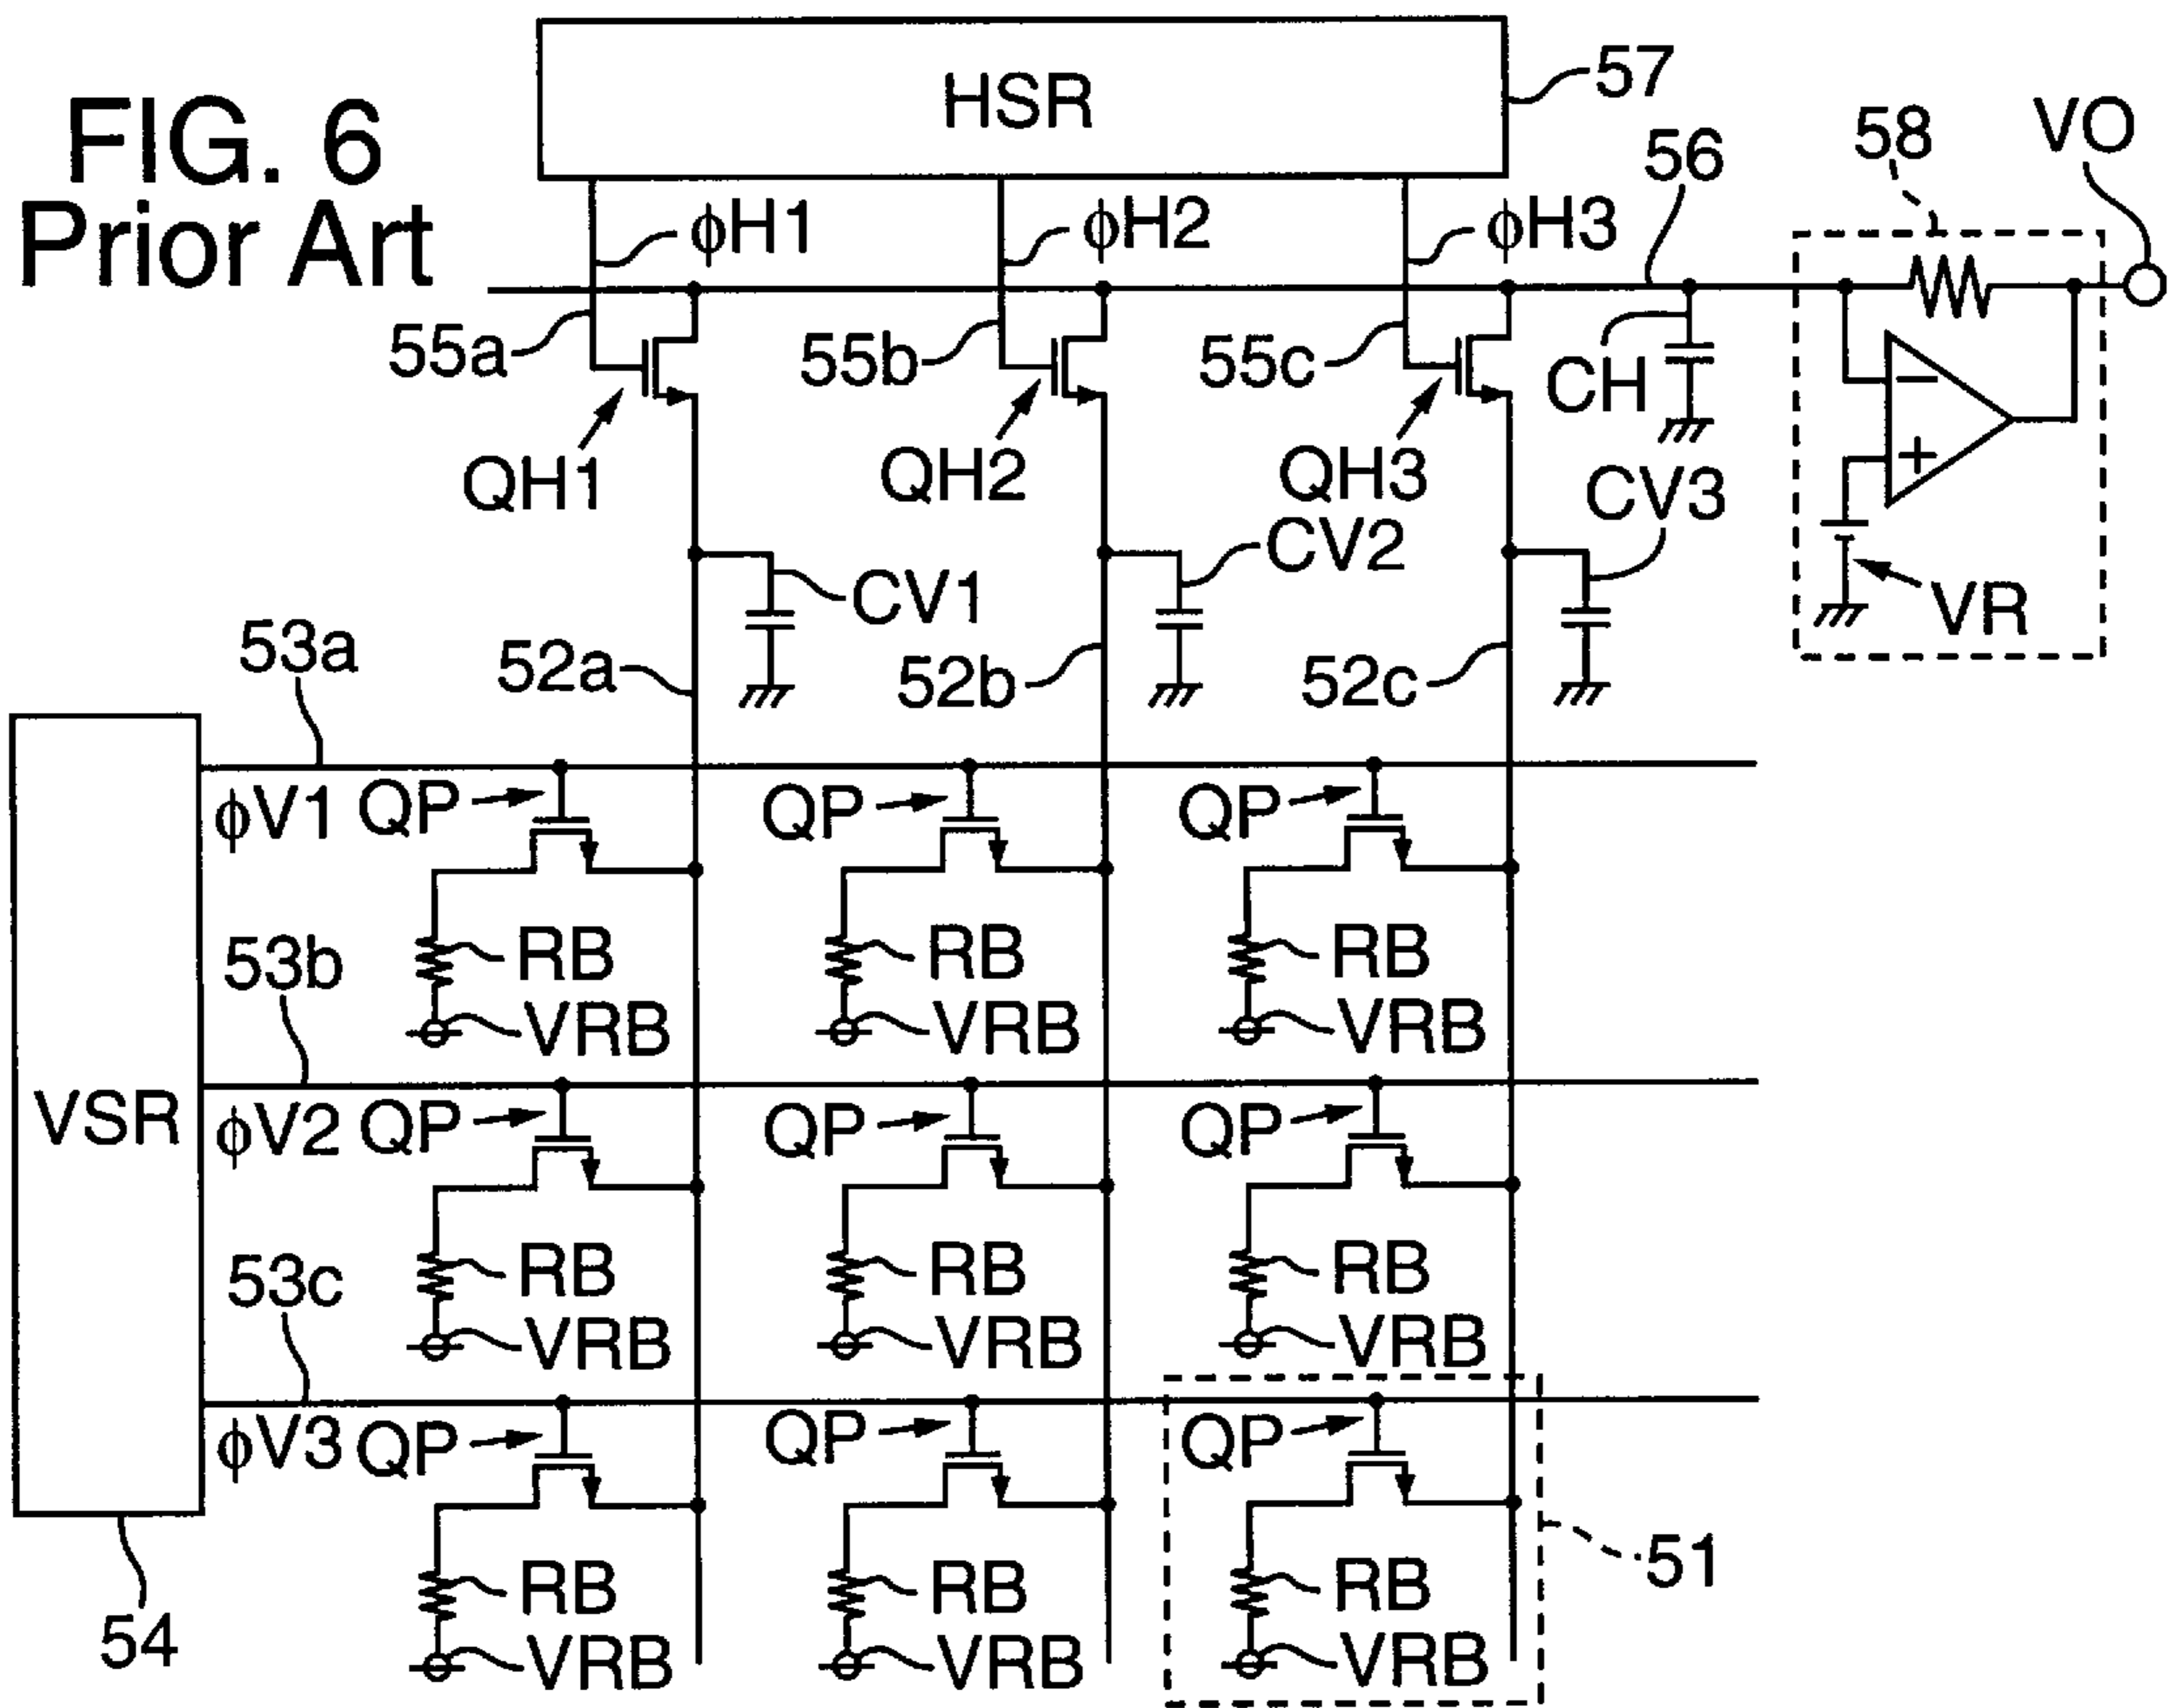 FIG. 6
Prior Art
HSR
57
56
58
VO
ϕH1
ϕH2
ϕH3
55a
55b
55c
CH
−
+
QH1
QH2
QH3
CV1
CV2
CV3
VR
53a
52a
52b
52c
ϕV1
QP
QP
QP
RB
RB
RB
VRB
VRB
VRB
53b
VSR
ϕV2
QP
QP
QP
RB
RB
RB
VRB
VRB
VRB
53c
ϕV3
QP
QP
QP
RB
RB
RB
VRB
VRB
VRB
51
54